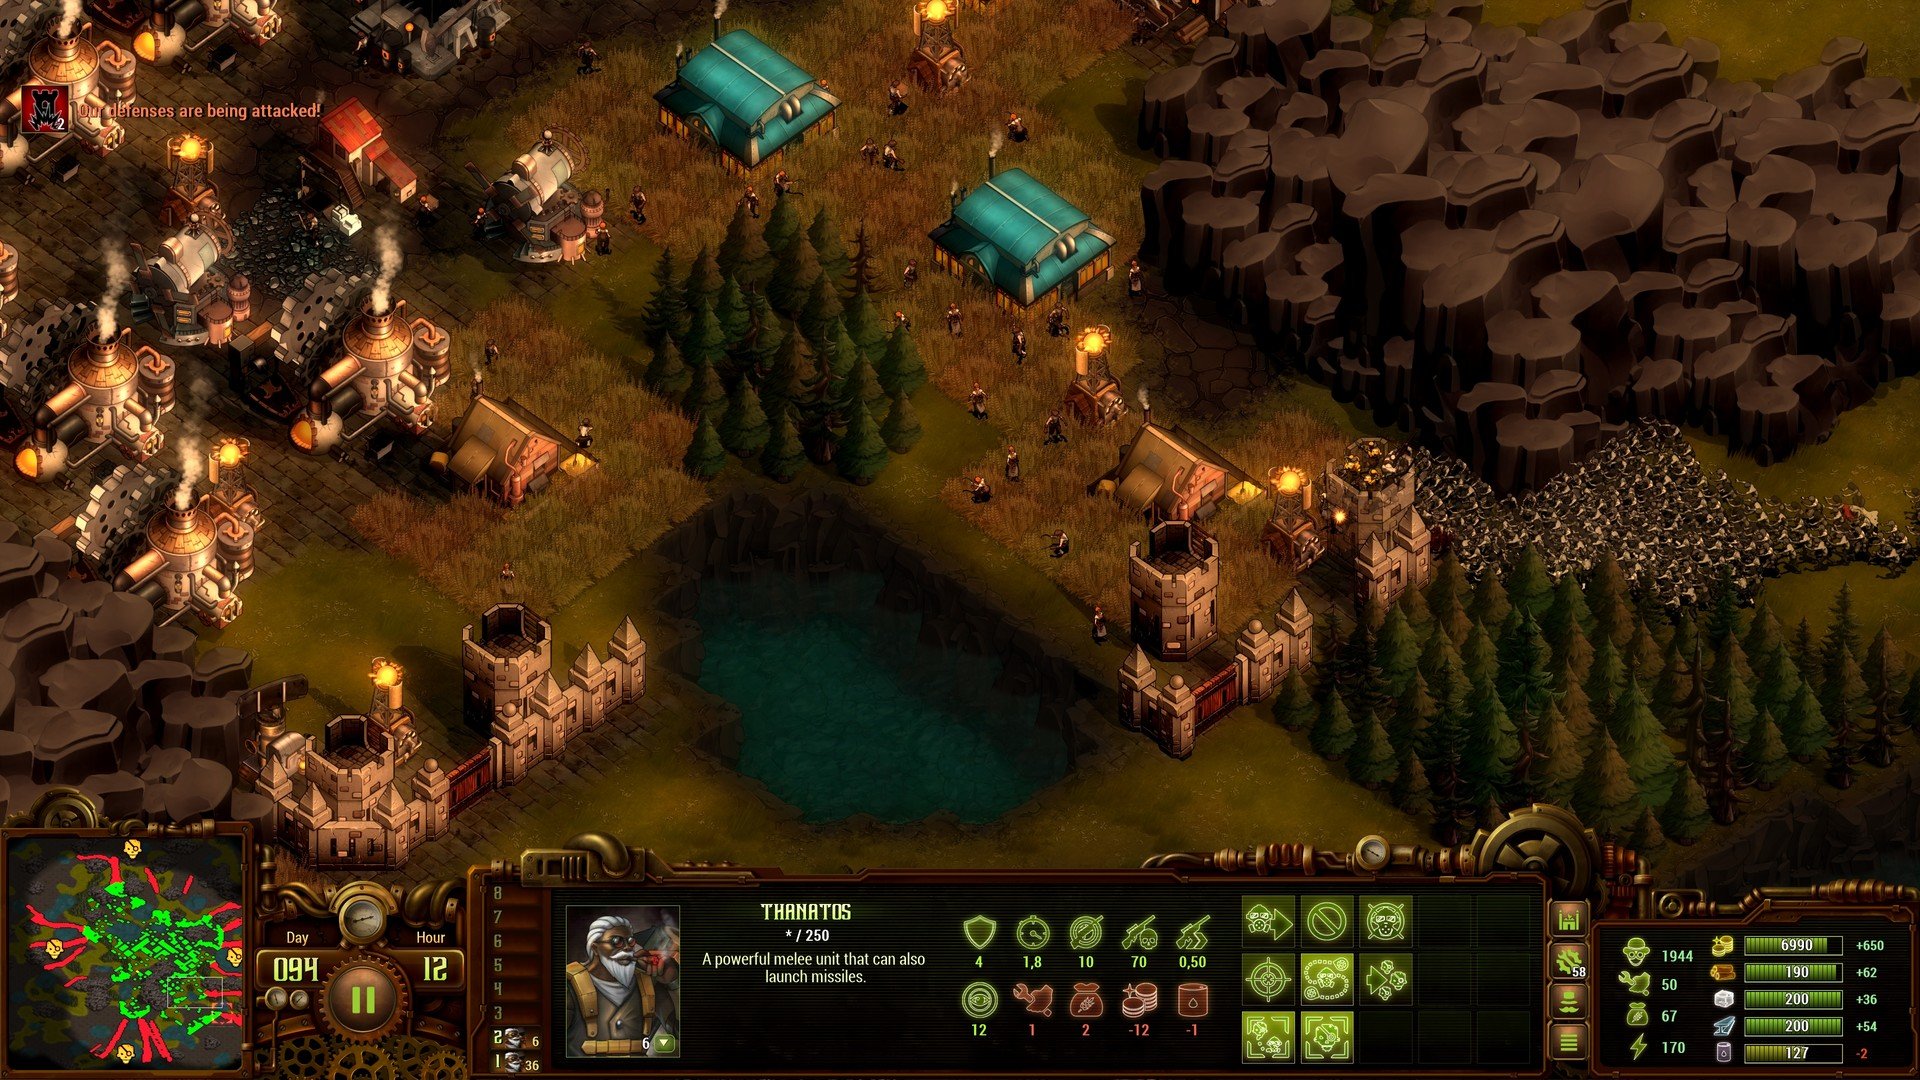 2
Our defenses are being attacked!
Day
Hour
094
12
8
7
6
5
4
3
2 6
1 36
THANATOS
* / 250
A powerful melee unit that can also
launch missiles.
6
4 1,8 10 70 0,50
12 1 2 -12 -1
58
1944
50
67
170
6990 +650
190 +62
200 +36
200 +54
127 -2